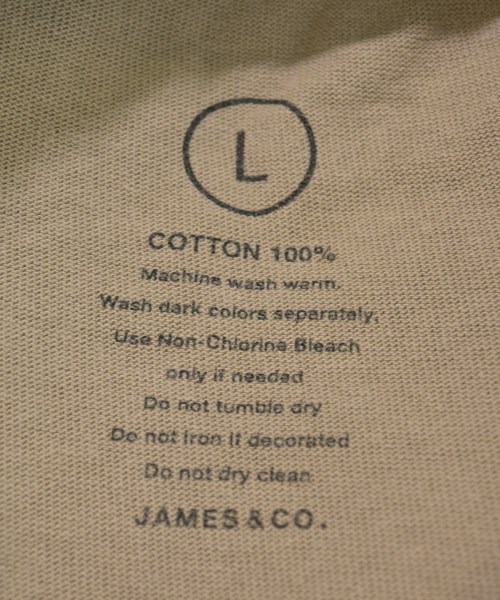 L
COTTON 100%
Machine wash warm.
Wash dark colors separately,
Use Non-Chlorine Bleach
only if needed
Do not tumble dry
Do not iron if decorated
Do not dry clean
JAMES & CO.